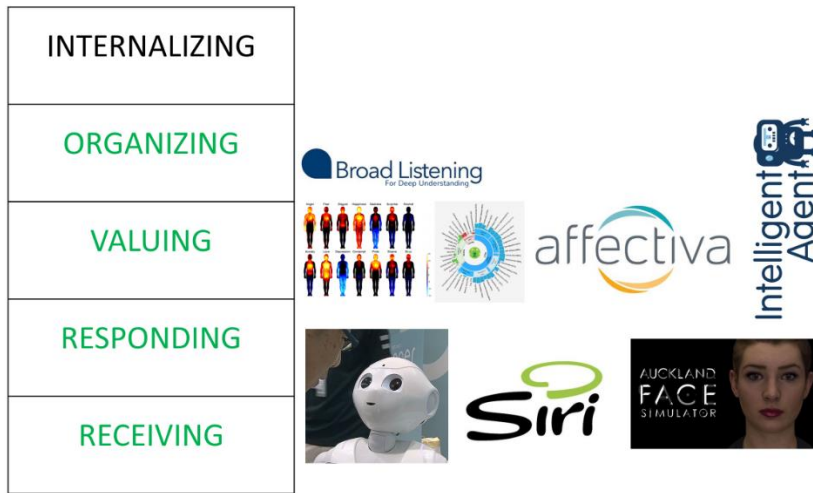 INTERNALIZING
ORGANIZING
Broad Listening
For Deep Understanding
VALUING
affectiva
Intelligent
Agent
RESPONDING
Siri
AUCKLAND
FACE
SIMULATOR
RECEIVING